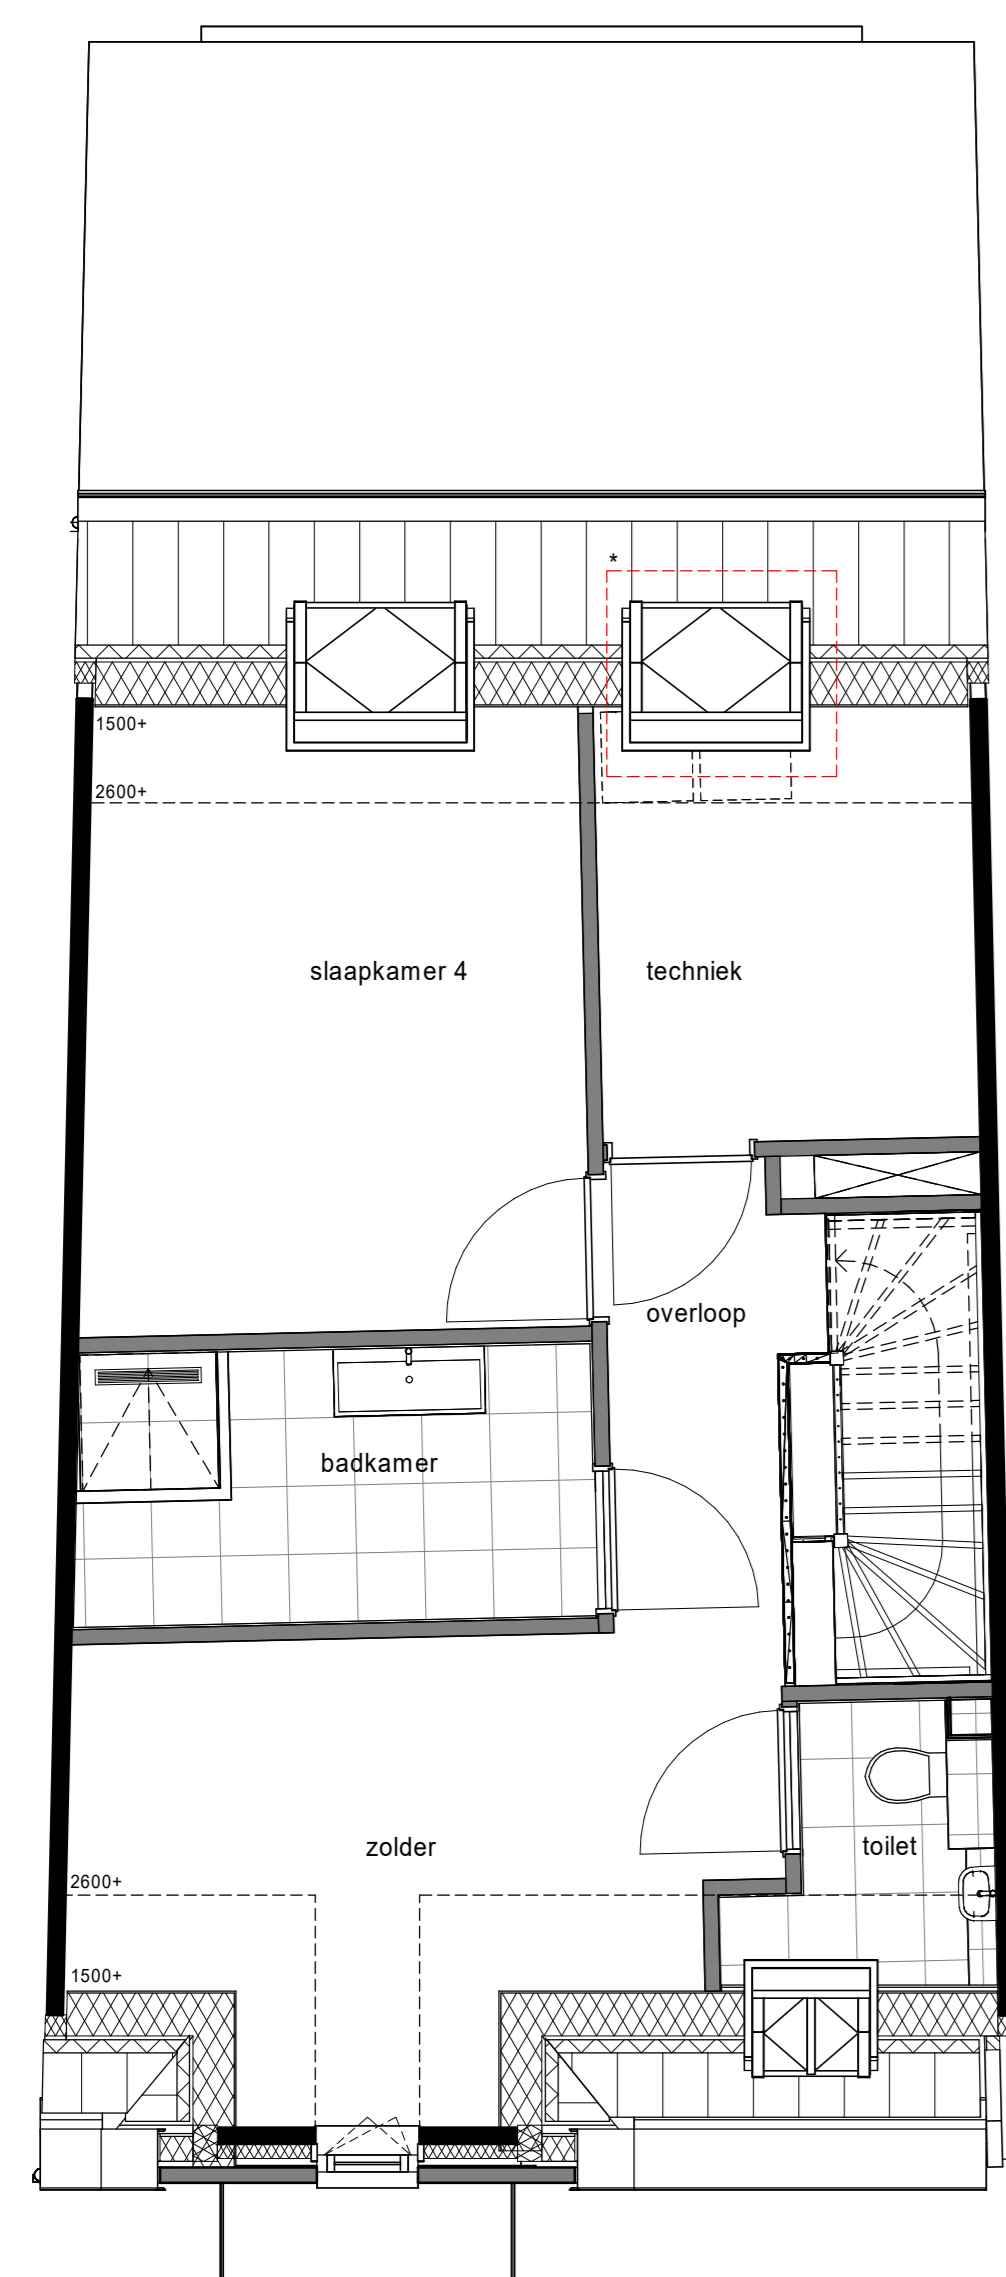 *
1500+
2600+
slaapkamer 4
techniek
overloop
badkamer
zolder
toilet
2600+
1500+